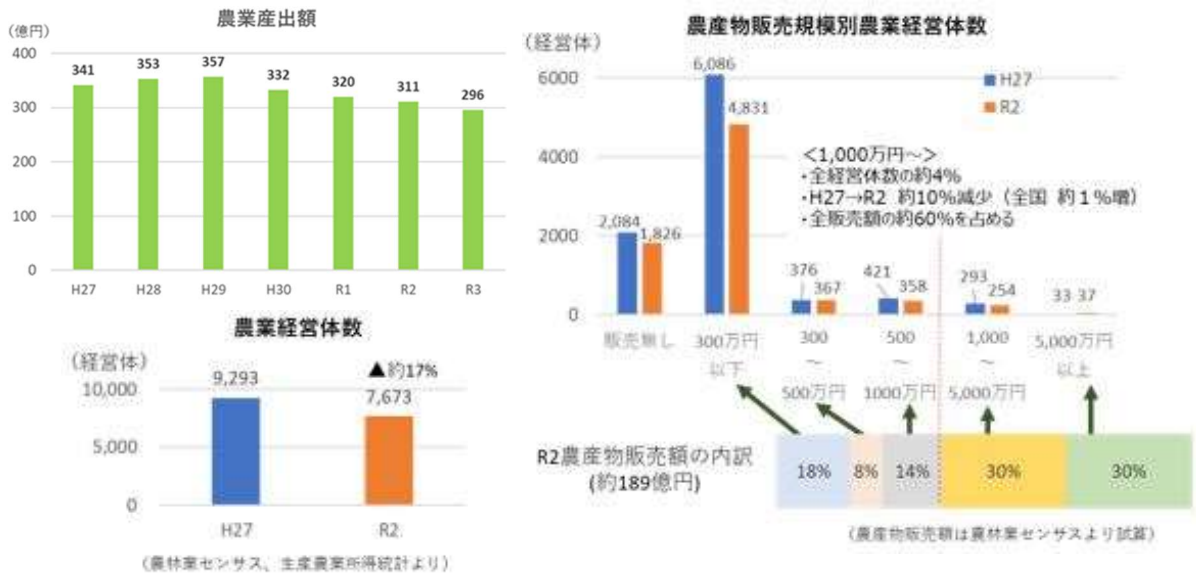 農業産出額
(億円)
400
300
200
100
0
341
353
357
332
320
311
296
H27
H28
H29
H30
R1
R2
R3
農業経営体数
(経営体)
10,000
5,000
0
9,293
▲約17%
7,673
H27
R2
(農林業センサス、生産農業所得統計より)
農産物販売規模別農業経営体数
(経営体)
6000
4000
2000
0
H27
R2
2,084
1,826
6,086
4,831
376
367
421
358
293
254
33 37
<1,000万円~>
・全経営体数の約4%
・H27→R2 約10%減少(全国 約1%増)
・全販売額の約60%を占める
販売無し
300万円
以下
300
~
500万円
500
~
1000万円
1,000
~
5,000万円
5,000万円
以上
R2農産物販売額の内訳
(約189億円)
18%
8%
14%
30%
30%
(農産物販売額は農林業センサスより試算)